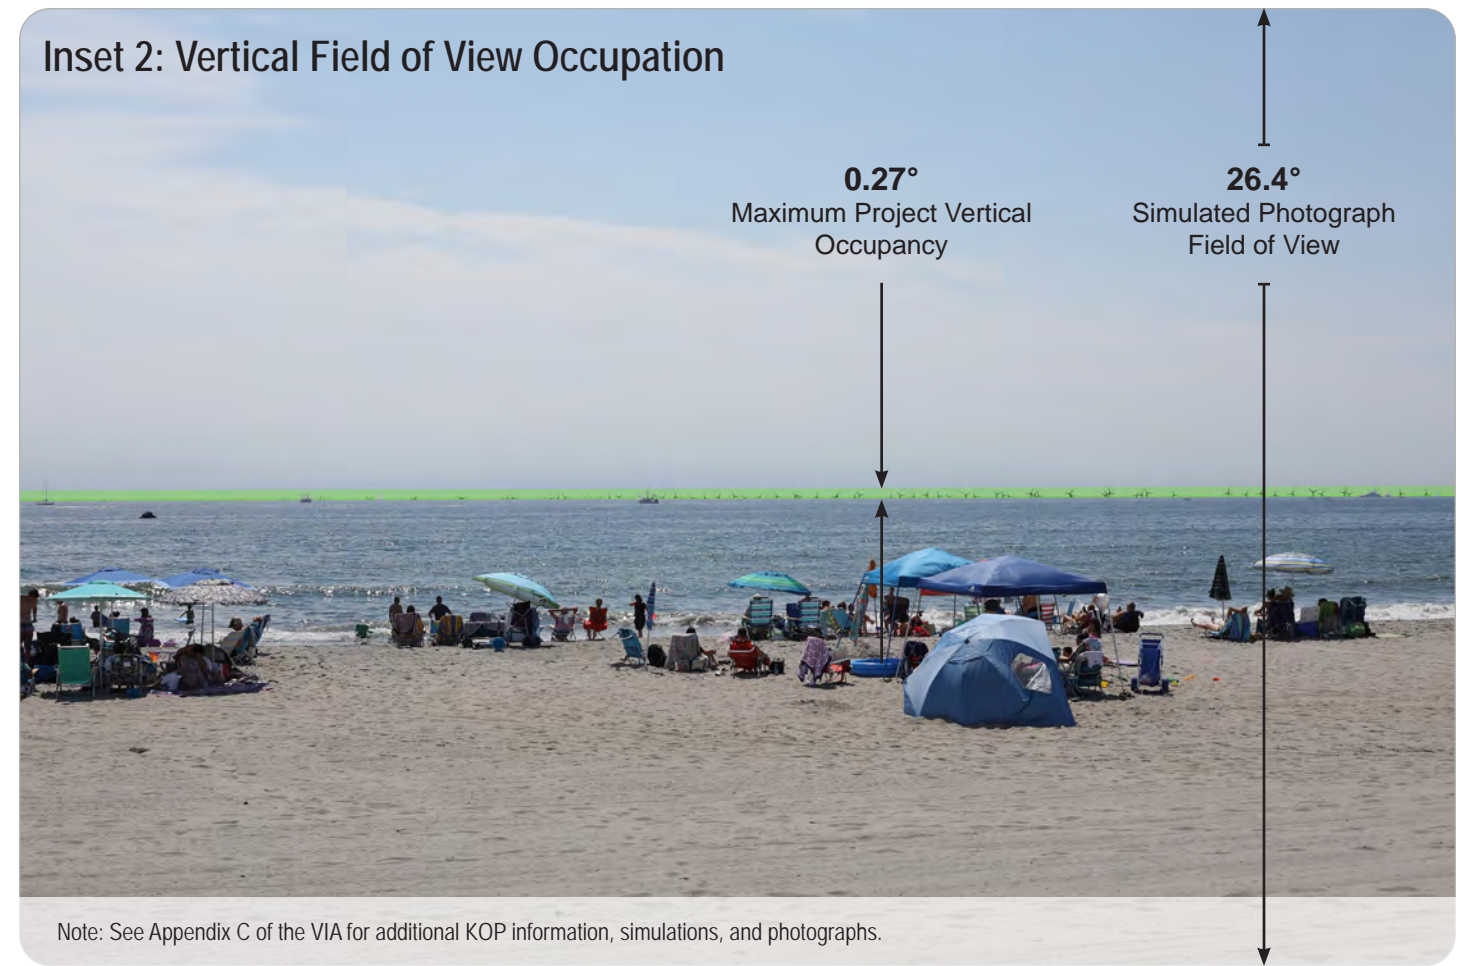 Inset 2: Vertical Field of View Occupation
0.27°
Maximum Project Vertical
Occupancy
26.4°
Simulated Photograph
Field of View
Note: See Appendix C of the VIA for additional KOP information, simulations, and photographs.